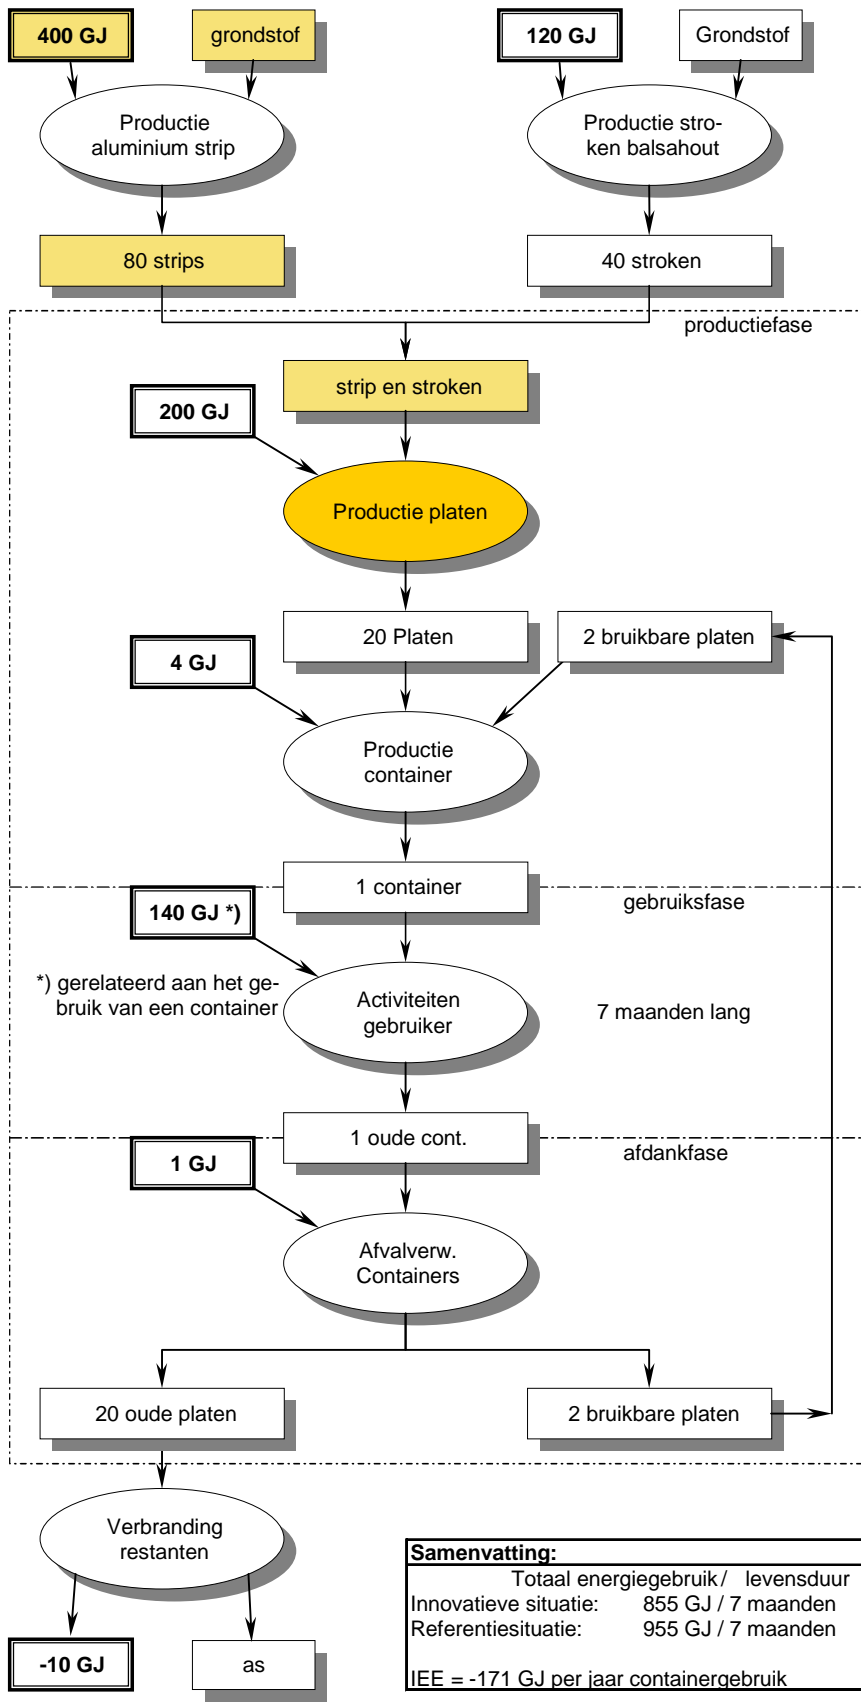 400 GJ
grondstof
120 GJ
Grondstof
Productie
aluminium strip
Productie stro-
ken balsahout
80 strips
40 stroken
productiefase
strip en stroken
200 GJ
Productie platen
20 Platen
2 bruikbare platen
4 GJ
Productie
container
1 container
gebruiksfase
140 GJ *)
*) gerelateerd aan het ge-
bruik van een container
Activiteiten
gebruiker
7 maanden lang
1 oude cont.
afdankfase
1 GJ
Afvalverw.
Containers
20 oude platen
2 bruikbare platen
Verbranding
restanten
-10 GJ
as
Samenvatting:
Totaal energiegebruik / levensduur
Innovatieve situatie: 855 GJ / 7 maanden
Referentiesituatie: 955 GJ / 7 maanden
IEE = -171 GJ per jaar containergebruik